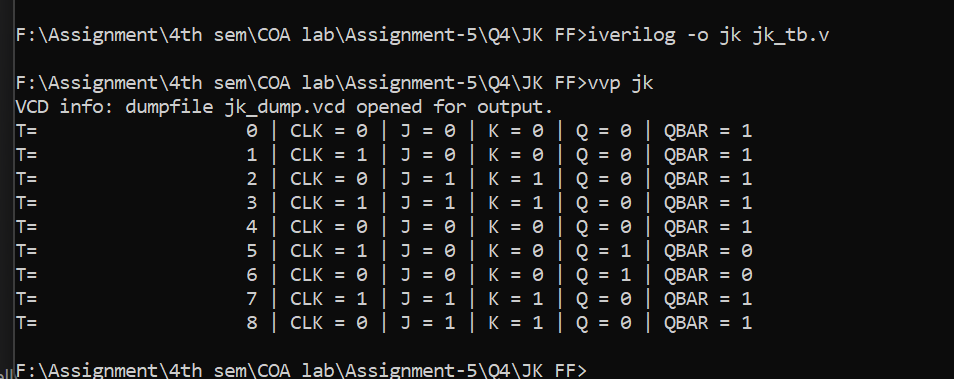 F:\Assignment\4th sem\COA lab\Assignment-5\Q4\JK FF>iverilog -o jk jk_tb.v
F:\Assignment\4th sem\COA lab\Assignment-5\Q4\JK FF>vvp jk
VCD info: dumpfile jk_dump.vcd opened for output.
T=                   0 | CLK = 0 | J = 0 | K = 0 | Q = 0 | QBAR = 1
T=                   1 | CLK = 1 | J = 0 | K = 0 | Q = 0 | QBAR = 1
T=                   2 | CLK = 0 | J = 1 | K = 1 | Q = 0 | QBAR = 1
T=                   3 | CLK = 1 | J = 1 | K = 1 | Q = 0 | QBAR = 1
T=                   4 | CLK = 0 | J = 0 | K = 0 | Q = 0 | QBAR = 1
T=                   5 | CLK = 1 | J = 0 | K = 0 | Q = 1 | QBAR = 0
T=                   6 | CLK = 0 | J = 0 | K = 0 | Q = 1 | QBAR = 0
T=                   7 | CLK = 1 | J = 1 | K = 1 | Q = 0 | QBAR = 1
T=                   8 | CLK = 0 | J = 1 | K = 1 | Q = 0 | QBAR = 1
F:\Assignment\4th sem\COA lab\Assignment-5\Q4\JK FF>